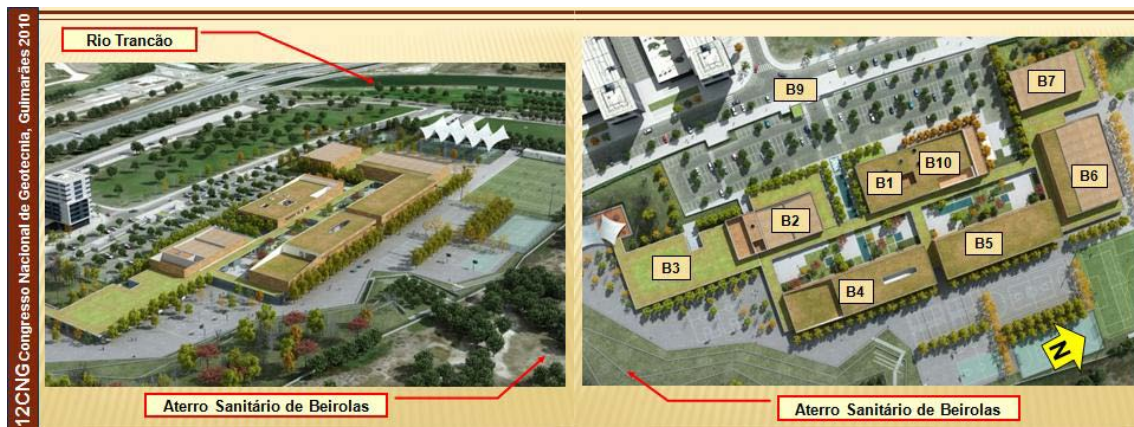 12CNG Congresso Nacional de Geotecnia, Guimarães 2010
Rio Trancão
Aterro Sanitário de Beirolas
B9
B7
B10
B1
B6
B2
B5
B3
B4
N
Aterro Sanitário de Beirolas